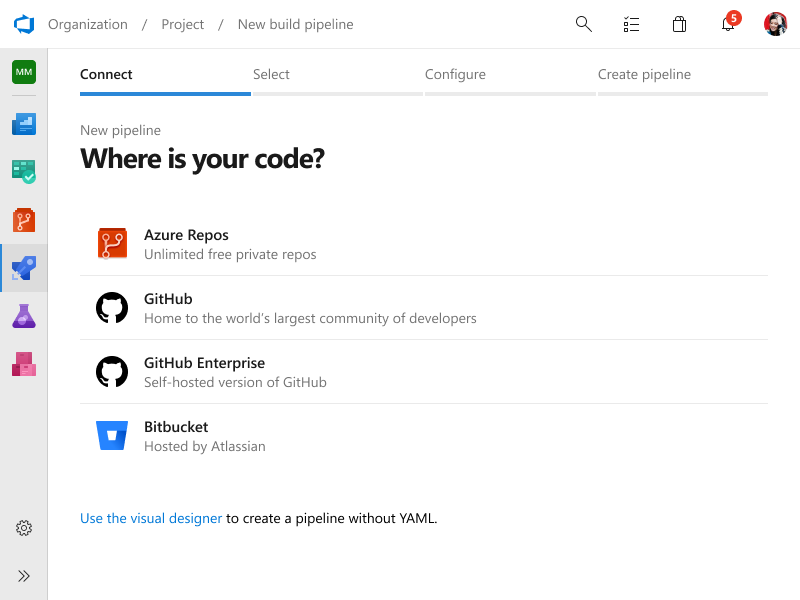 Organization / Project / New build pipeline
5
MM
Connect Select Configure Create pipeline
New pipeline
Where is your code?
Azure Repos
Unlimited free private repos
GitHub
Home to the world's largest community of developers
GitHub Enterprise
Self-hosted version of GitHub
Bitbucket
Hosted by Atlassian
Use the visual designer to create a pipeline without YAML.